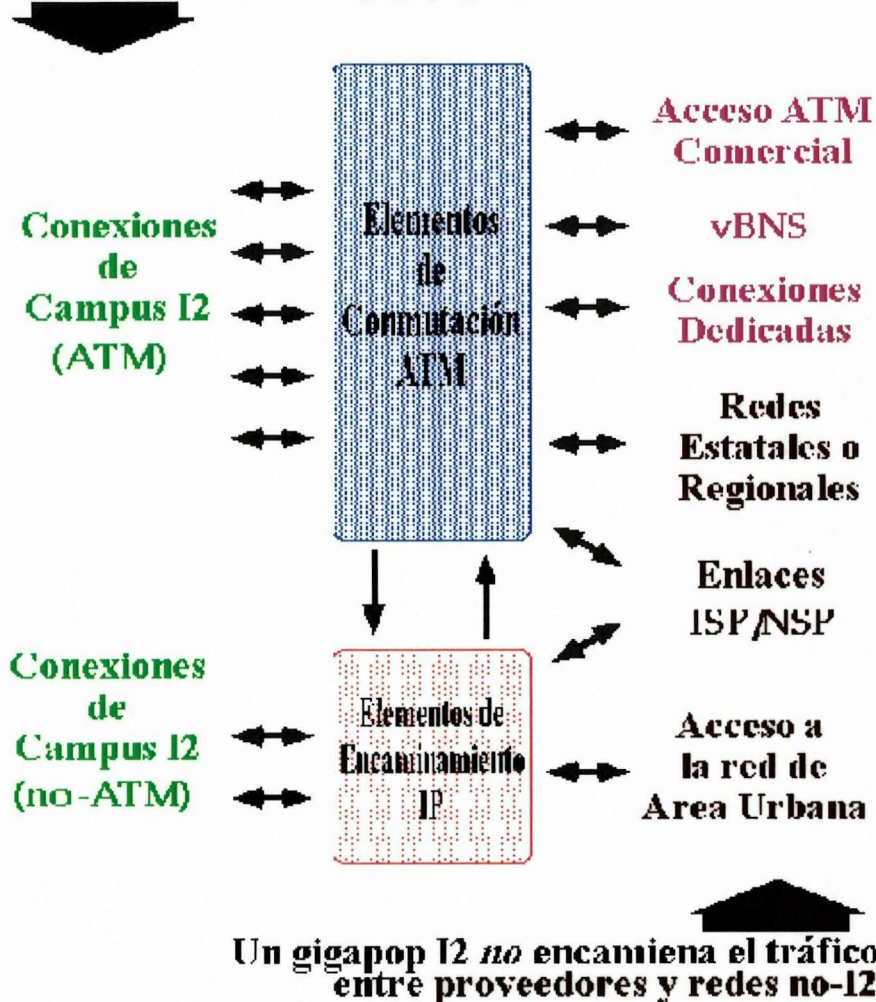 Conexiones
de
Campus I2
(ATM)
Elementos
de
Conmutación
ATM
Acceso ATM
Comercial
vBNS
Conexiones
Dedicadas
Redes
Estatales o
Regionales
Enlaces
ISP/NSP
Conexiones
de
Campus I2
(no-ATM)
Elementos de
Encaminamiento
IP
Acceso a
la red de
Area Urbana
Un gigapop I2 no encamiena el tráfico
entre proveedores y redes no-I2